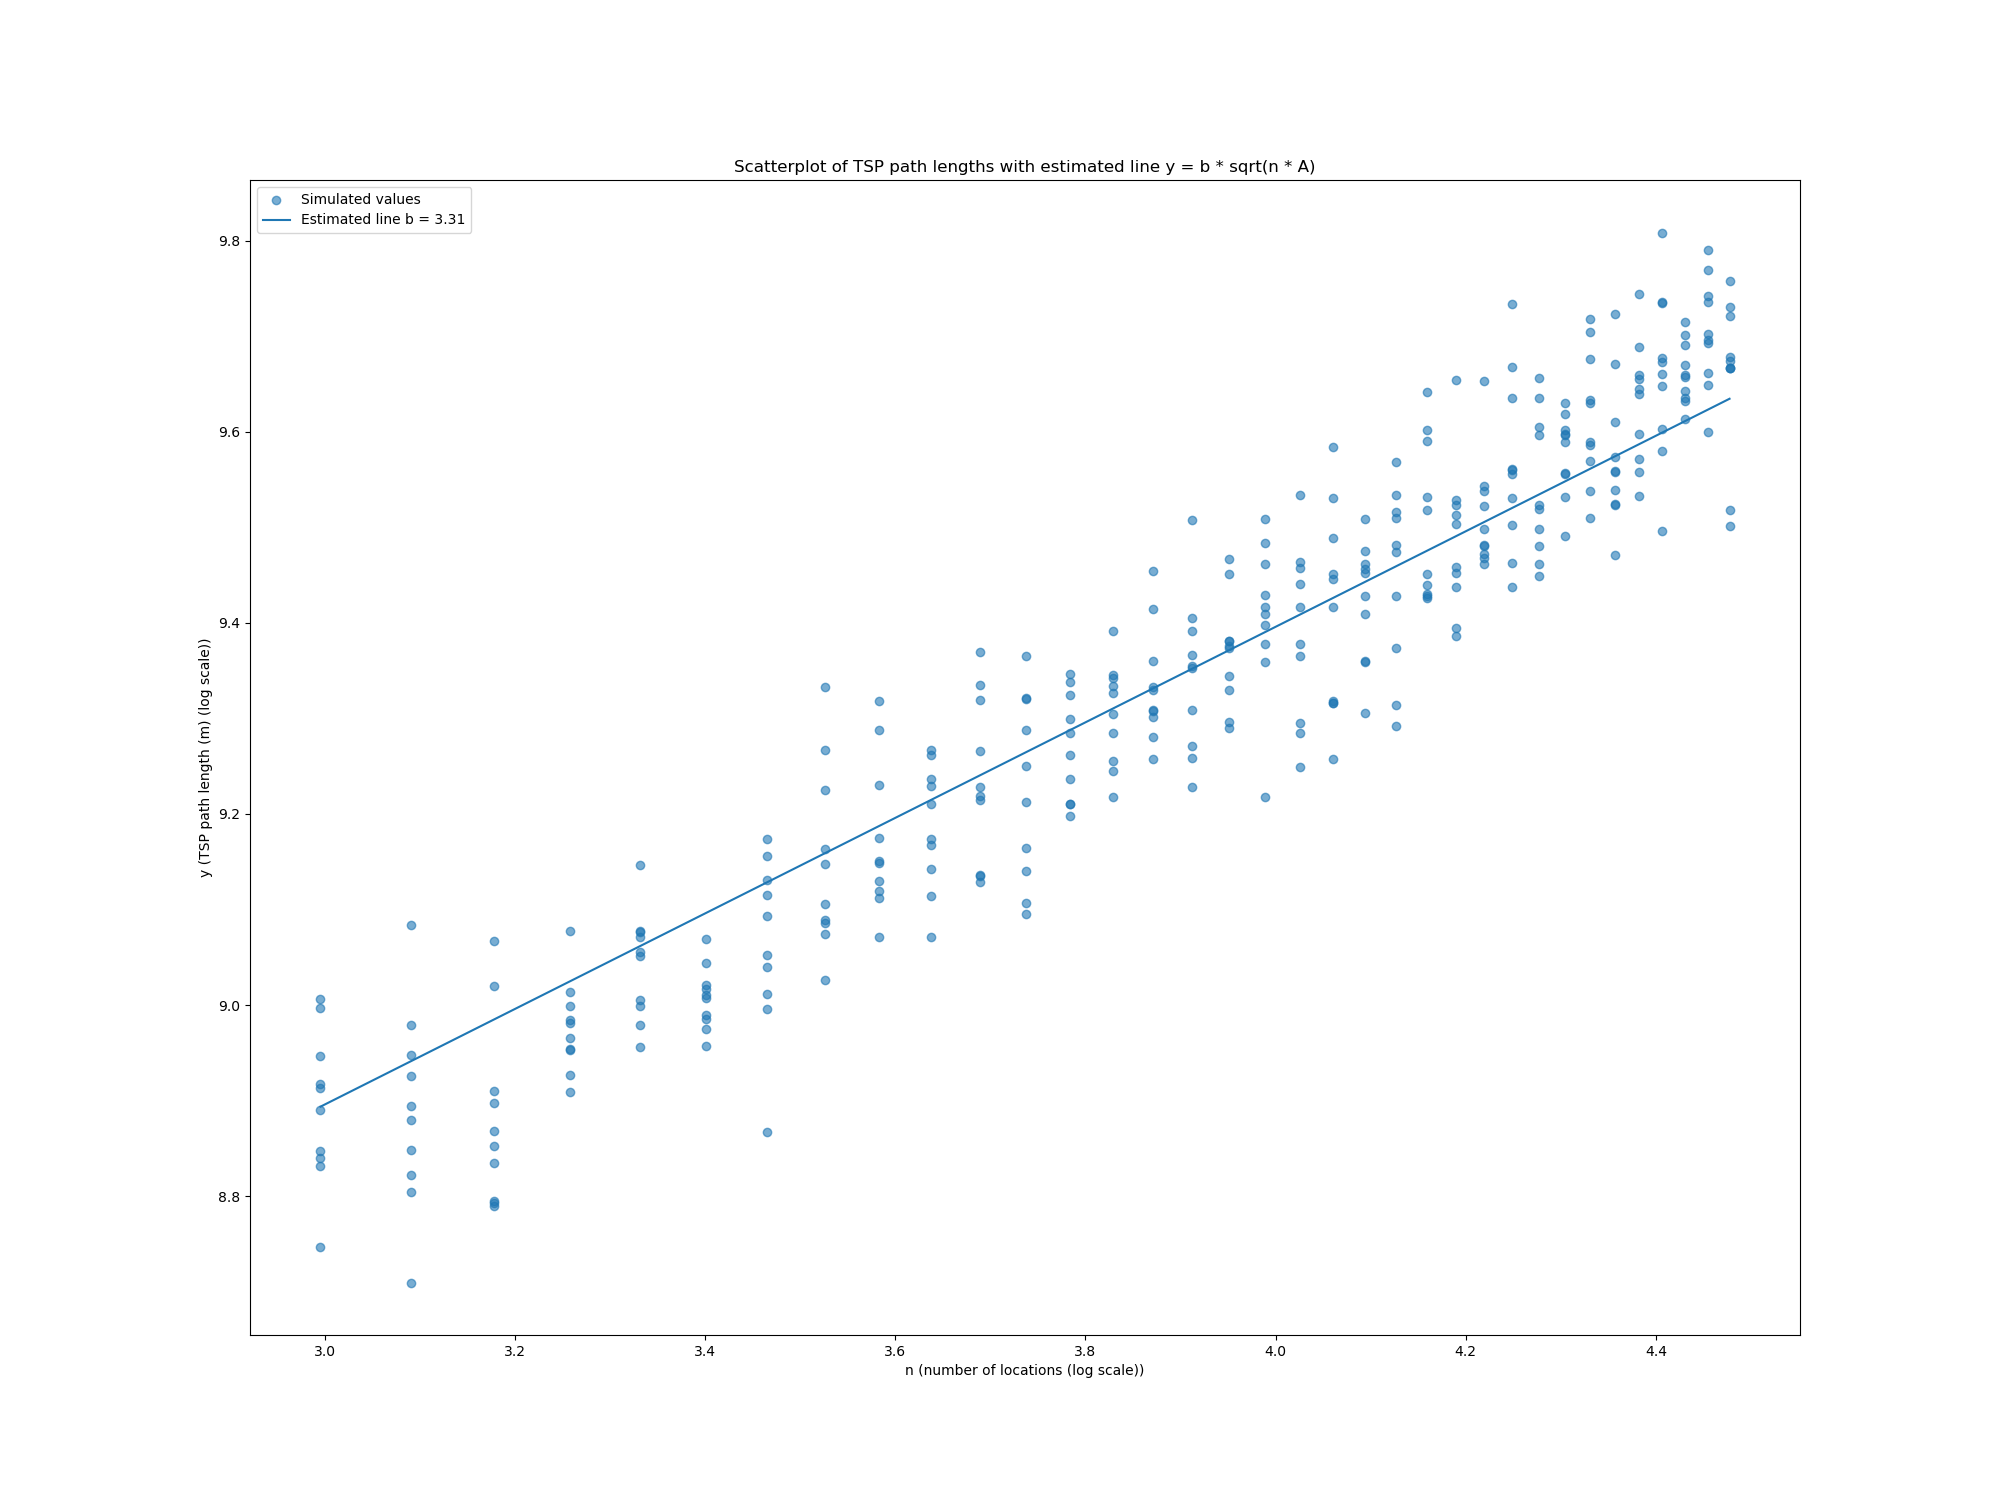 Scatterplot of TSP path lengths with estimated line y = b * sqrt(n * A)
Simulated values
Estimated line b = 3.31
9.8
9.6
9.4
9.2
9.0
8.8
y (TSP path length (m) (log scale))
3.0 3.2 3.4 3.6 3.8 4.0 4.2 4.4
n (number of locations (log scale))